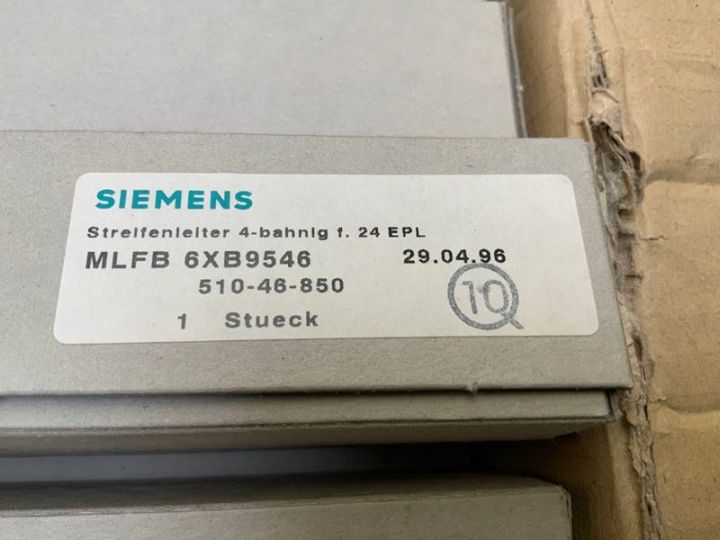 SIEMENS
Streifenleiter 4-bahnig f. 24 EPL
MLFB 6XB9546 29.04.96
510-46-850
10
1 Stueck